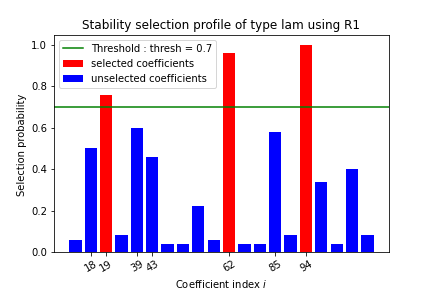 Stability selection profile of type lam using R1
Threshold : thresh = 0.7
selected coefficients
unselected coefficients
Selection probability
1.0
0.8
0.6
0.4
0.2
0.0
18 19 39 43 62 85 94
Coefficient index i